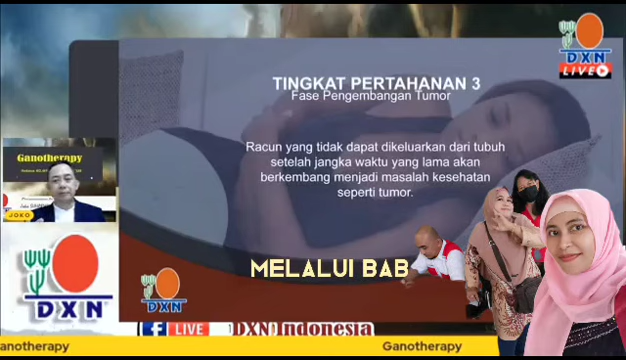 DXN
LIVE
TINGKAT PERTAHANAN 3
Fase Pengembangan Tumor
Racun yang tidak dapat dikeluarkan dari tubuh
setelah jangka waktu yang lama akan
berkembang menjadi masalah kesehatan
seperti tumor.
Ganotherapy
JOKO
MELALUI BAB
DXN
DXN
LIVE DXN Indonesia
anotherapy
Ganotherapy